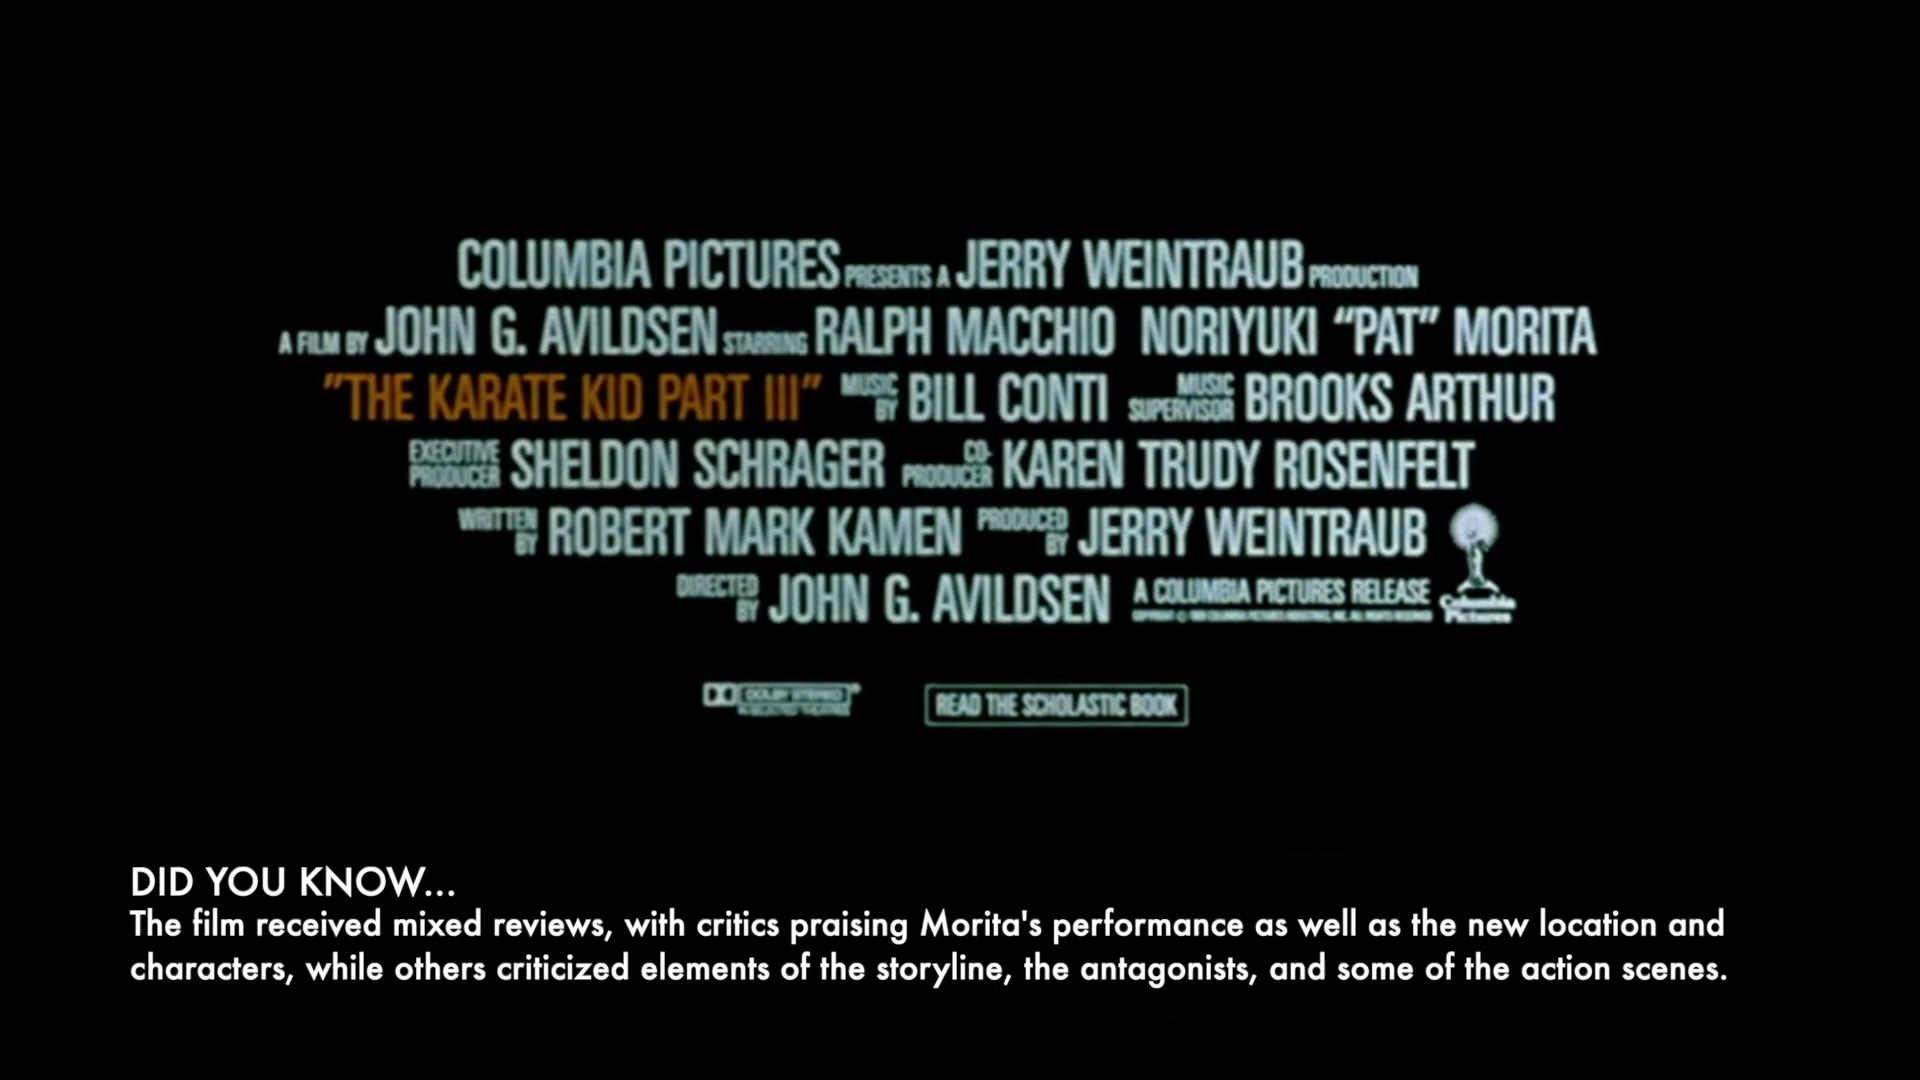 COLUMBIA PICTURES PRESENTS A JERRY WEINTRAUB PRODUCTION
A FILM BY JOHN G. AVILDSEN STARRING RALPH MACCHIO NORIYUKI “PAT” MORITA
"THE KARATE KID PART III" MUSIC BY BILL CONTI MUSIC SUPERVISOR BROOKS ARTHUR
EXECUTIVE PRODUCER SHELDON SCHRAGER CO-PRODUCER KAREN TRUDY ROSENFELT
WRITTEN BY ROBERT MARK KAMEN PRODUCED BY JERRY WEINTRAUB
DIRECTED BY JOHN G. AVILDSEN A COLUMBIA PICTURES RELEASE
Columbia Pictures
DOLBY STEREO
READ THE SCHOLASTIC BOOK
DID YOU KNOW...
The film received mixed reviews, with critics praising Morita's performance as well as the new location and
characters, while others criticized elements of the storyline, the antagonists, and some of the action scenes.